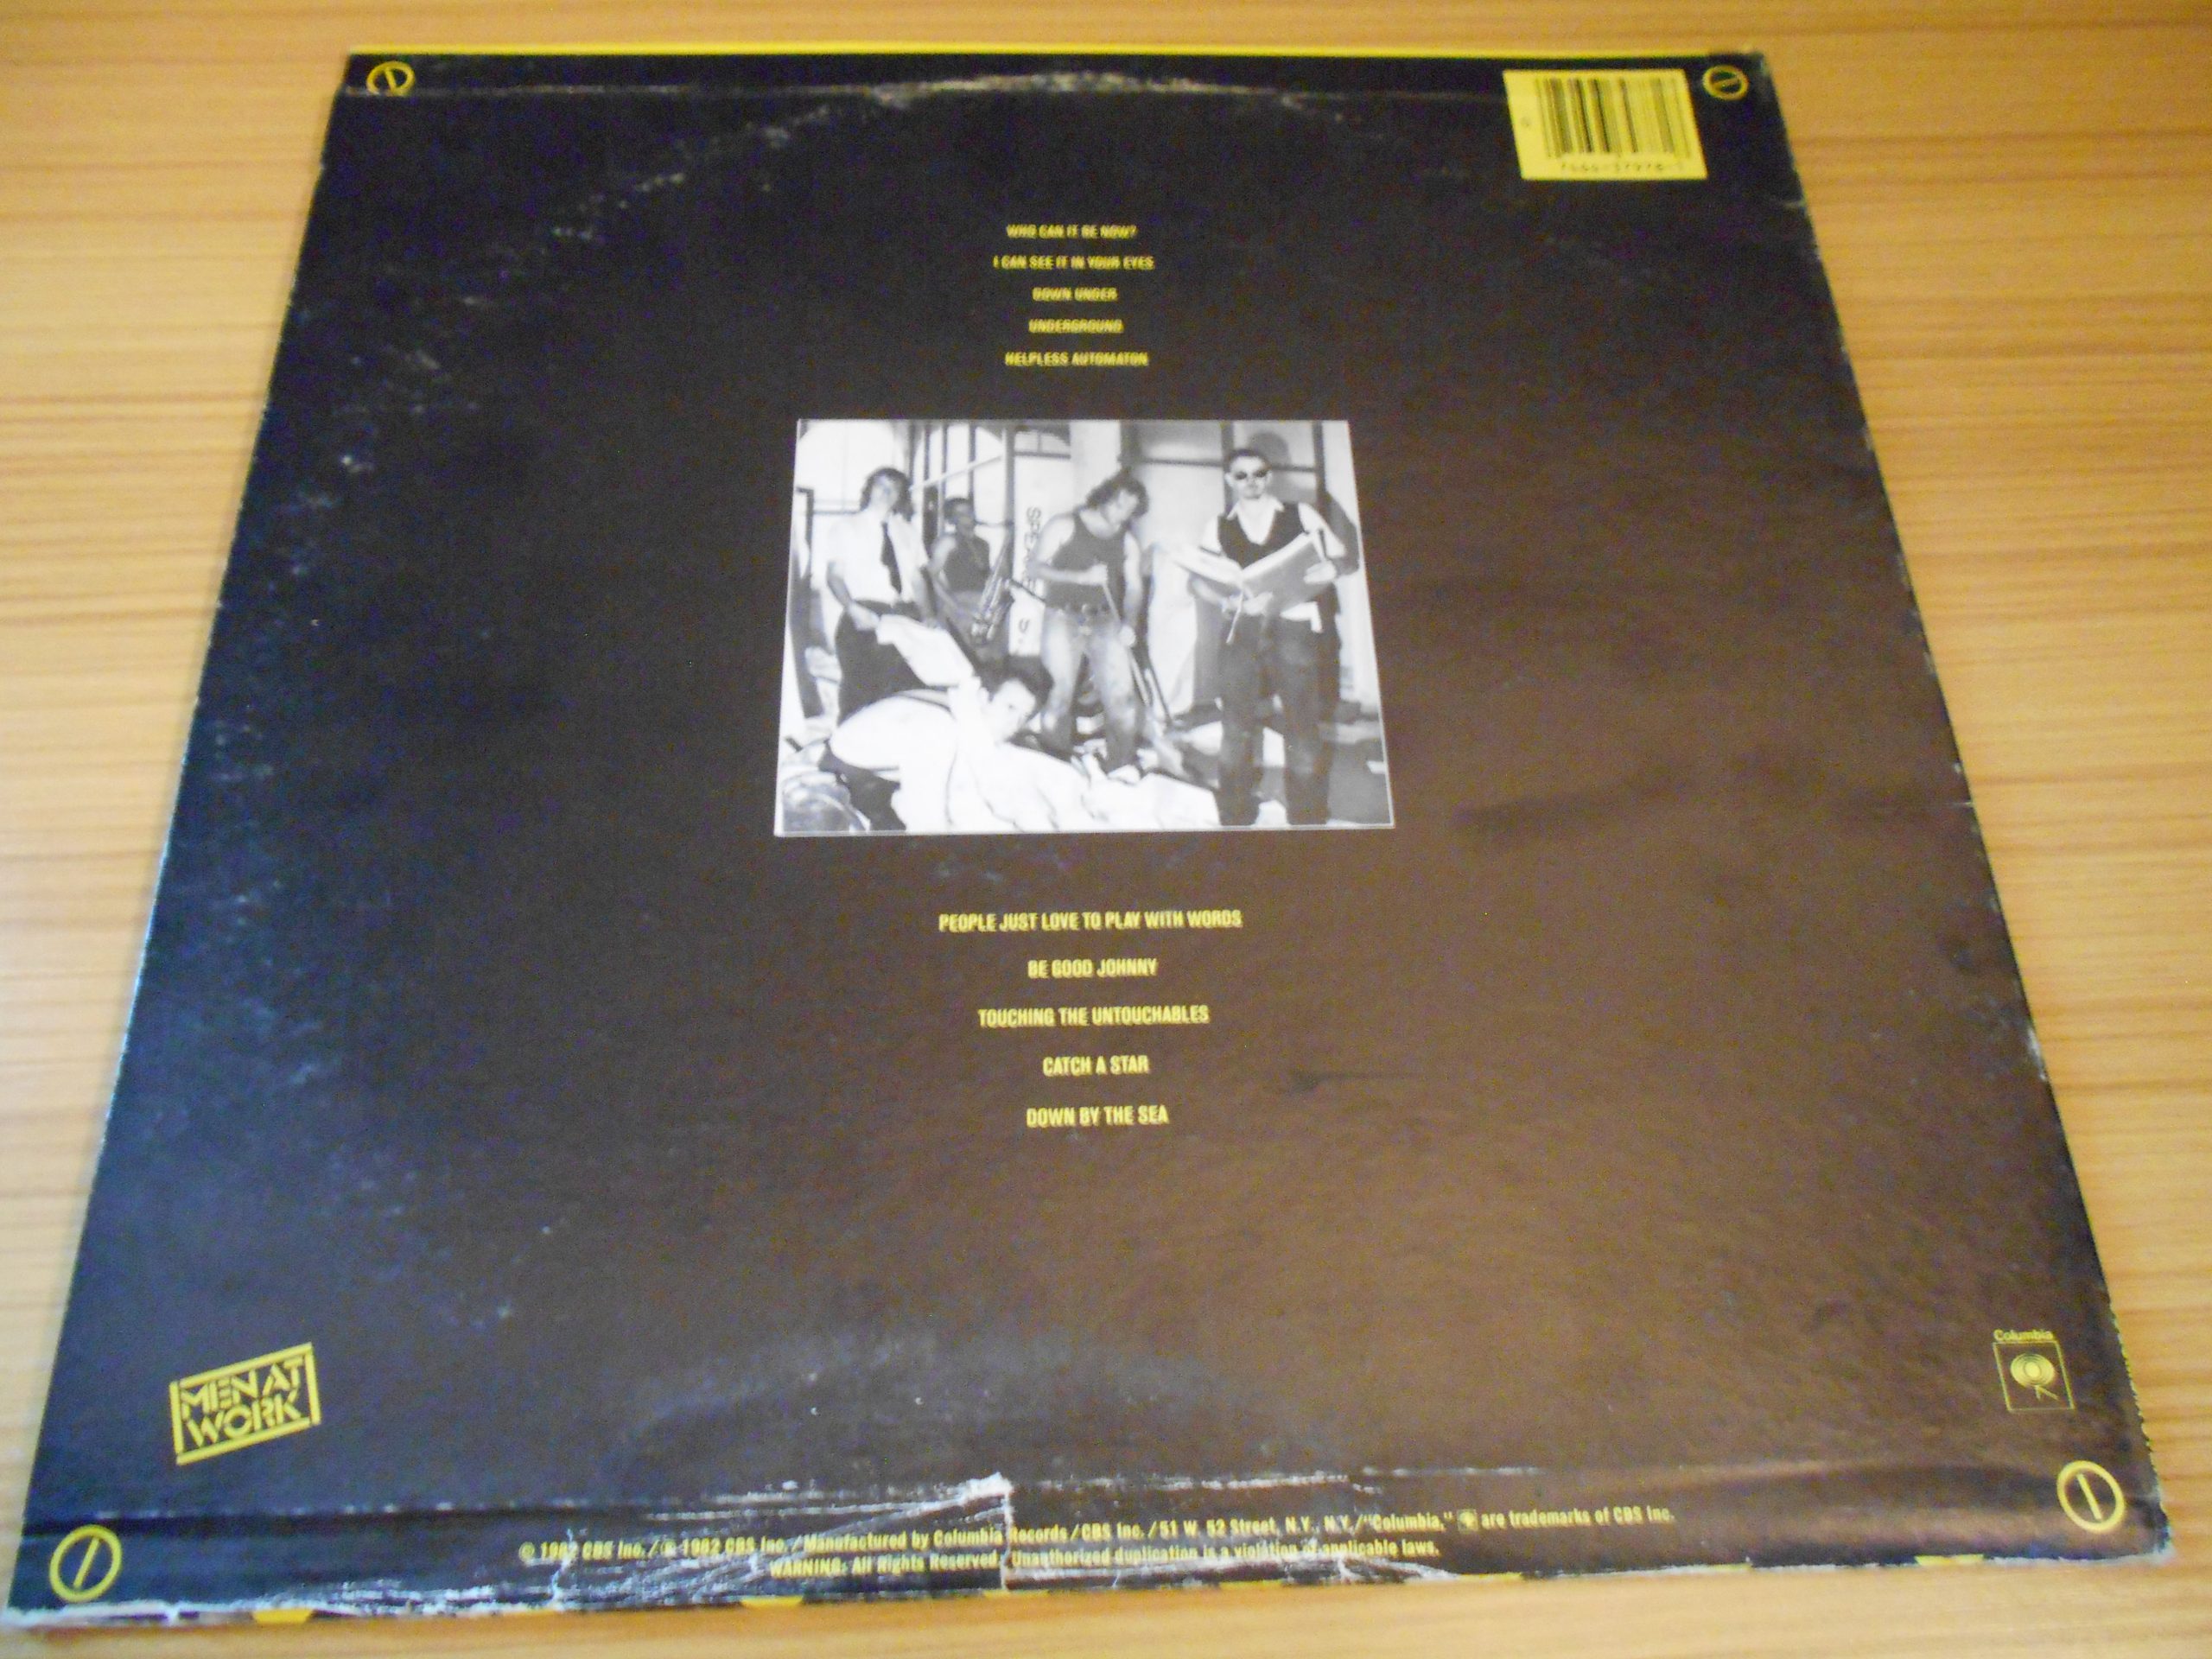 WHO CAN IT BE NOW?
I CAN SEE IT IN YOUR EYES
DOWN UNDER
UNDERGROUND
HELPLESS AUTOMATON
PEOPLE JUST LOVE TO PLAY WITH WORDS
BE GOOD JOHNNY
TOUCHING THE UNTOUCHABLES
CATCH A STAR
DOWN BY THE SEA
MEN AT
WORK
Columbia
© 1982 CBS Inc./℗ 1982 CBS Inc./Manufactured by Columbia Records/CBS Inc./51 W. 52 Street, N.Y., N.Y./"Columbia," are trademarks of CBS Inc.
WARNING: All Rights Reserved. Unauthorized duplication is a violation of applicable laws.